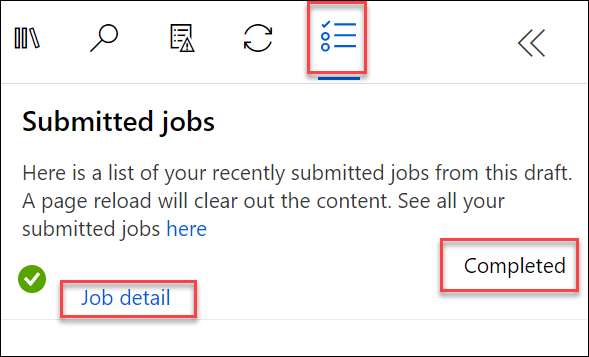 Submitted jobs
Here is a list of your recently submitted jobs from this draft.
A page reload will clear out the content. See all your
submitted jobs here
Completed
Job detail